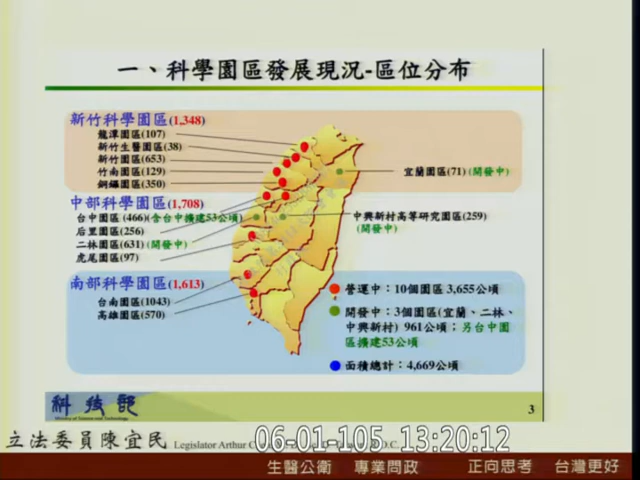 一、科學園區發展現況-區位分布
新竹科學園區(1,348)
龍潭園區(107)
新竹生醫園區(38)
新竹園區(653)
竹南園區(129)
銅鑼園區(350)
宜蘭園區(71) (開發中)
中部科學園區(1,708)
台中園區 (466)(含台中擴建53公頃)
后里園區(256)
二林園區(631) (開發中)
虎尾園區(97)
中興新村高等研究園區(259)
(開發中)
南部科學園區(1,613)
台南園區(1043)
高雄園區(570)
營運中：10個園區 3,655公頃
開發中：3個園區(宜蘭、二林、
中興新村) 961公頃；另台中園
區擴建53公頃
面積總計：4,669公頃
科技部
Ministry of Science and Technology
3
立法委員陳宜民 Legislator Arthur
06-01-105 13:20:12
生醫公衛 專業問政 正向思考 台灣更好